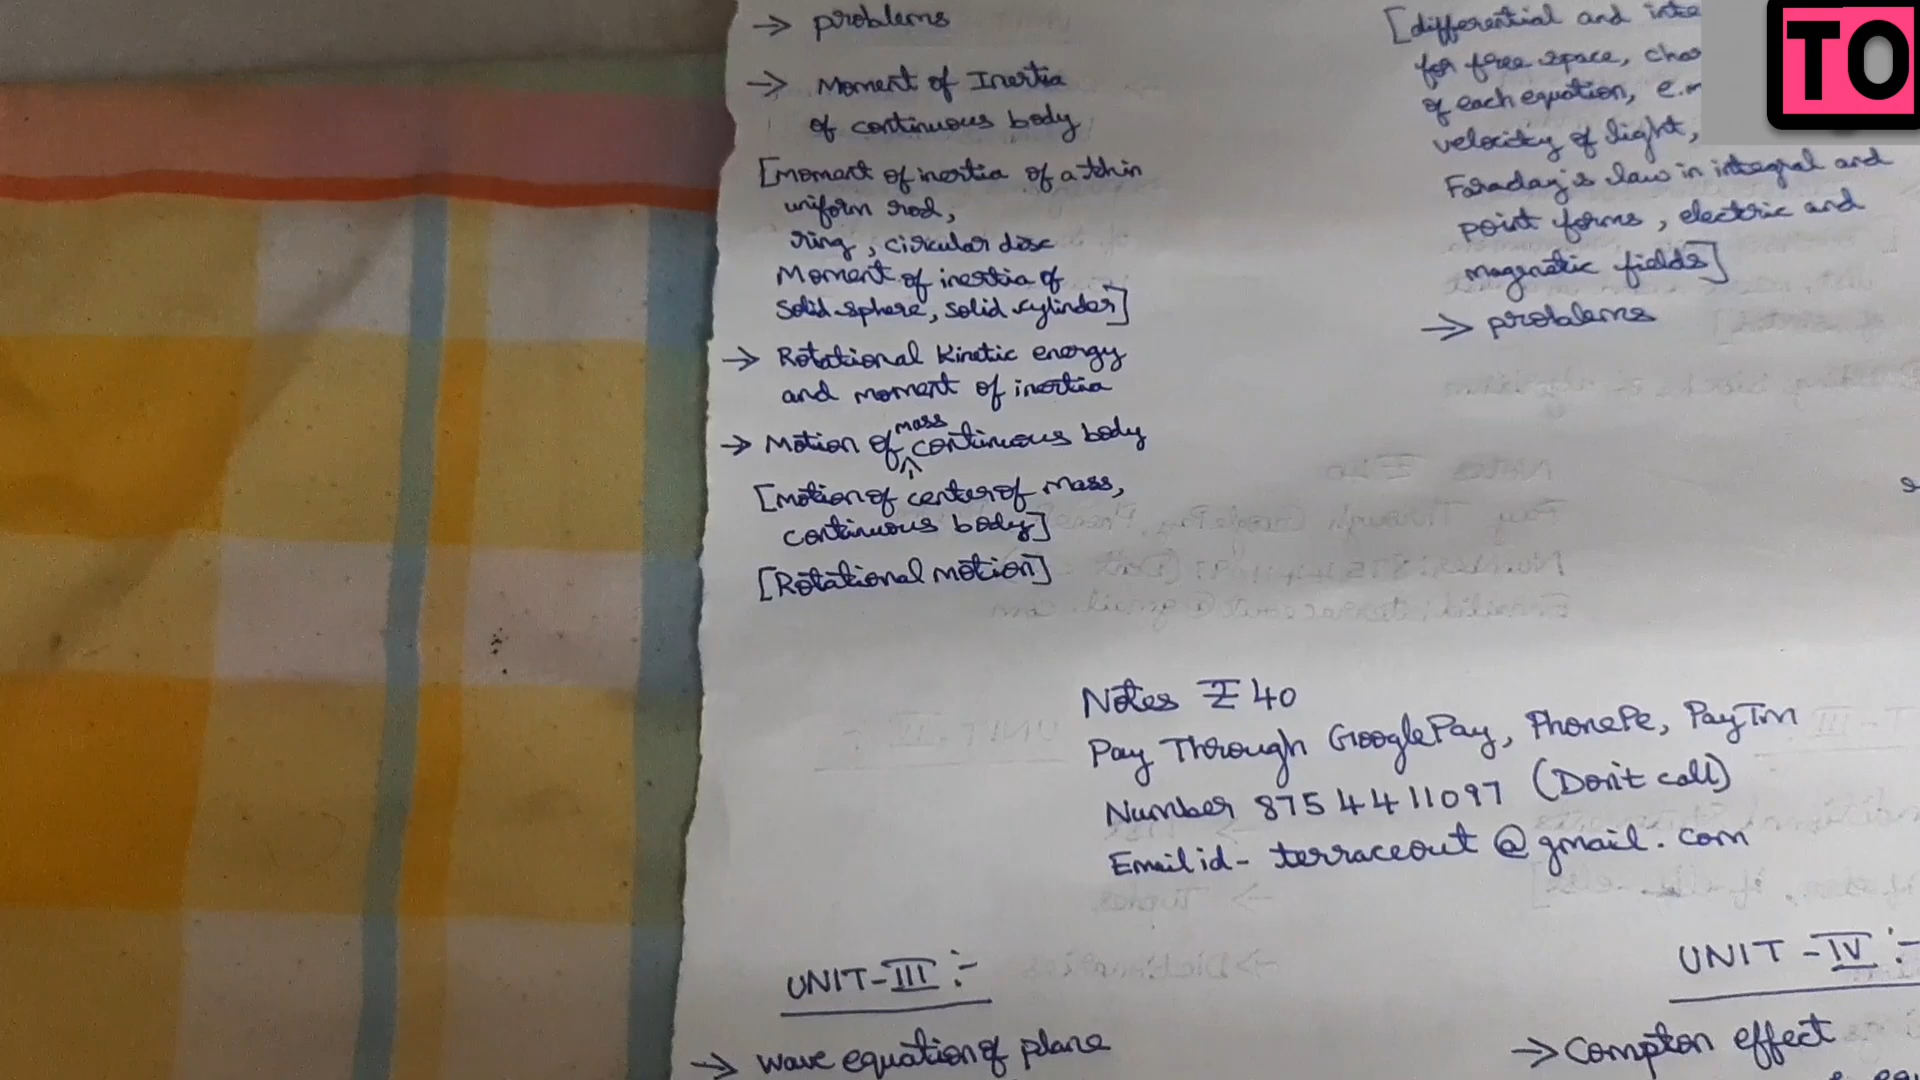 → problems
→ Moment of Inertia
of continuous body
[Moment of inertia of a thin
uniform rod,
ring, circular disc
Moment of inertia of
solid sphere, solid cylinder]
→ Rotational Kinetic energy
and moment of inertia
→ Motion of mass continuous body
[Motion of center of mass,
continuous body]
[Rotational motion]
[differential and
for free space,
of each equation,
velocity of light,
Faraday's law in integral and
point forms, electric and
magenetic fields]
→ problems
TO
Notes ₹ 40
Pay Through GooglePay, PhonePe, PayTm
Number 8754411097 (Don't call)
Email id - terraceout@gmail.com
UNIT-III :-
→ wave equation of plane
UNIT-IV :-
→ Compton effect